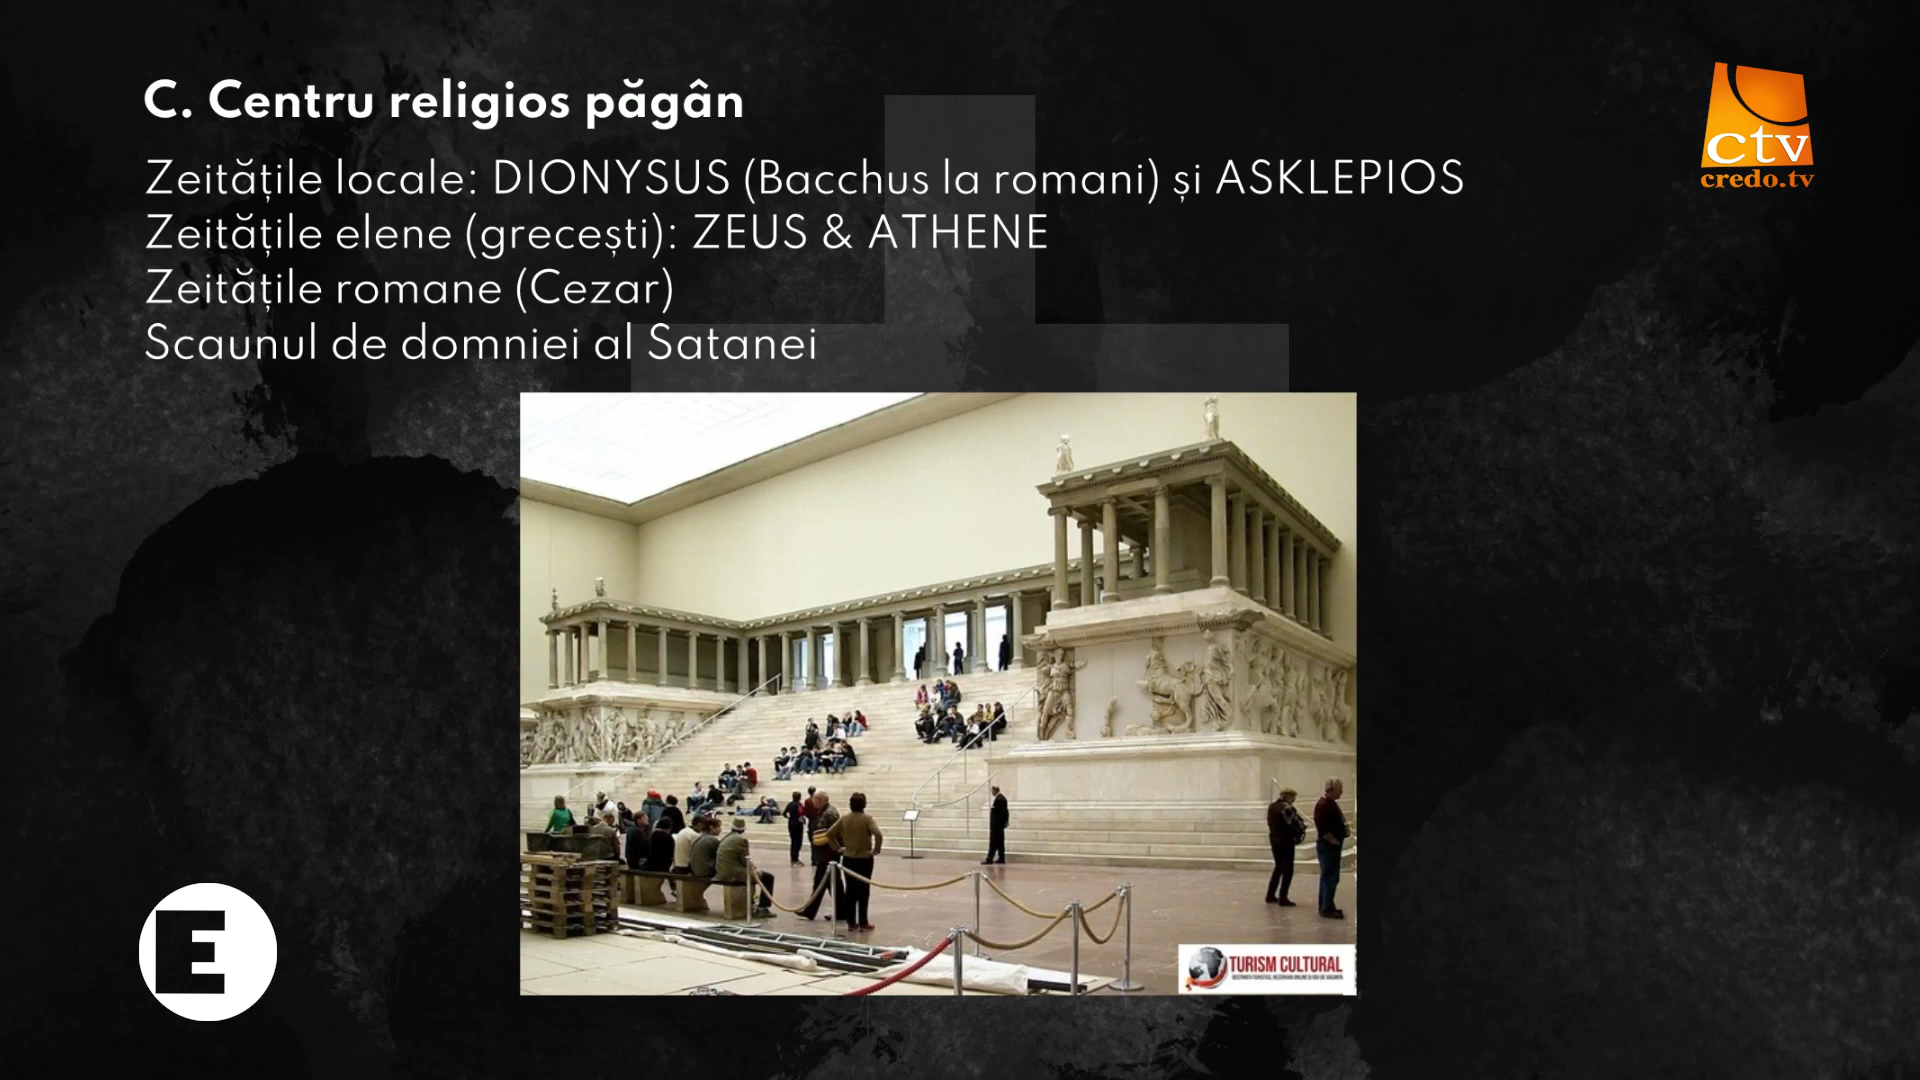 C. Centru religios păgân
Zeitățile locale: DIONYSUS (Bacchus la romani) și ASKLEPIOS
Zeitățile elene (grecești): ZEUS & ATHENE
Zeitățile romane (Cezar)
Scaunul de domniei al Satanei
ctv
credo.tv
E
TURISM CULTURAL